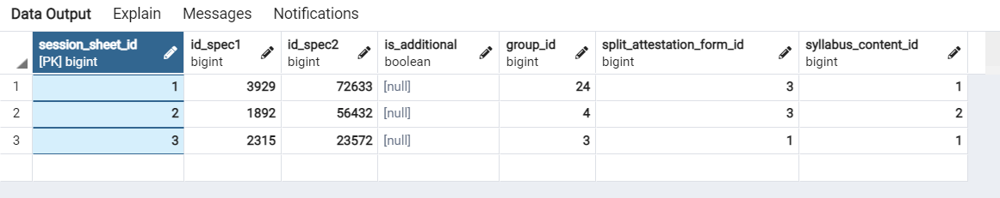 Data Output Explain Messages Notifications
session_sheet_id id_spec1 id_spec2 is_additional group_id split_attestation_form_id syllabus_content_id
[PK] bigint bigint bigint boolean bigint bigint bigint
1 1 3929 72633 [null] 24 3 1
2 2 1892 56432 [null] 4 3 2
3 3 2315 23572 [null] 3 1 1